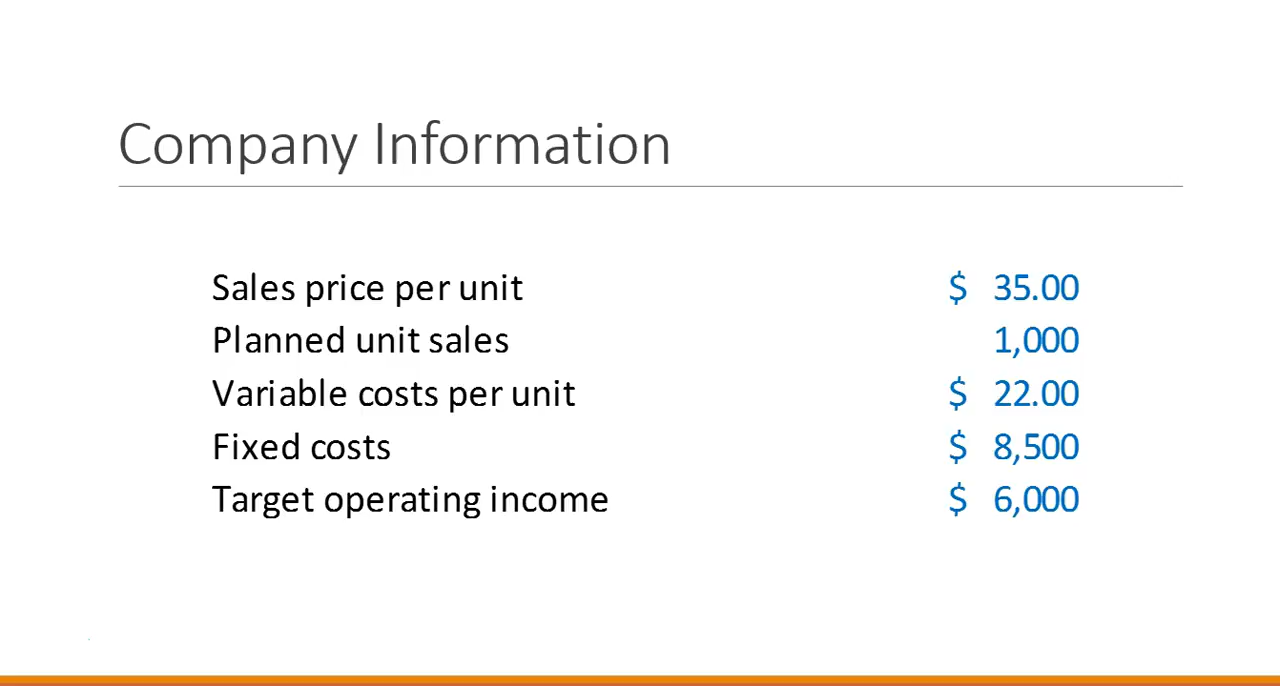 Company Information
Sales price per unit $ 35.00
Planned unit sales 1,000
Variable costs per unit $ 22.00
Fixed costs $ 8,500
Target operating income $ 6,000